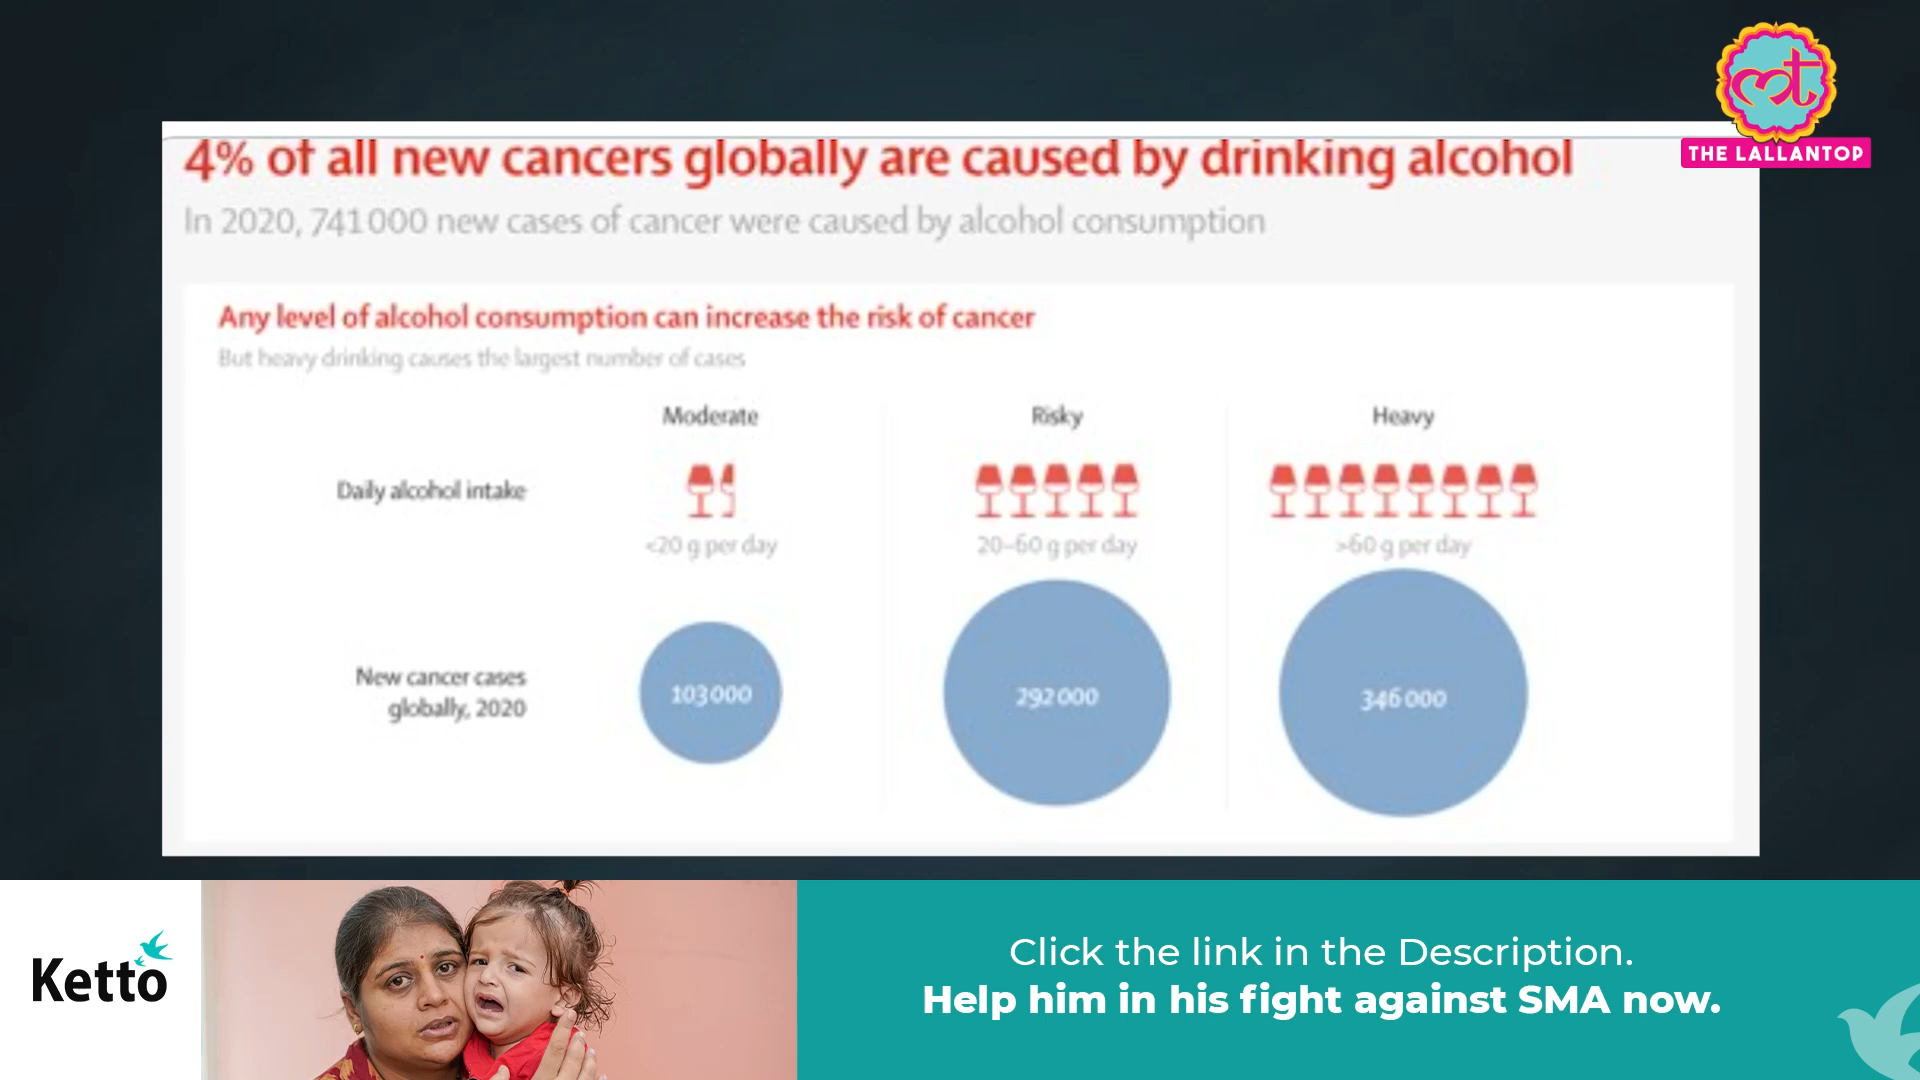 मत
THE LALLANTOP
4% of all new cancers globally are caused by drinking alcohol
In 2020, 741 000 new cases of cancer were caused by alcohol consumption
Any level of alcohol consumption can increase the risk of cancer
But heavy drinking causes the largest number of cases
Moderate
Risky
Heavy
Daily alcohol intake
<20 g per day
20–60 g per day
>60 g per day
New cancer cases
globally, 2020
103 000
292 000
346 000
Ketto
Click the link in the Description.
Help him in his fight against SMA now.